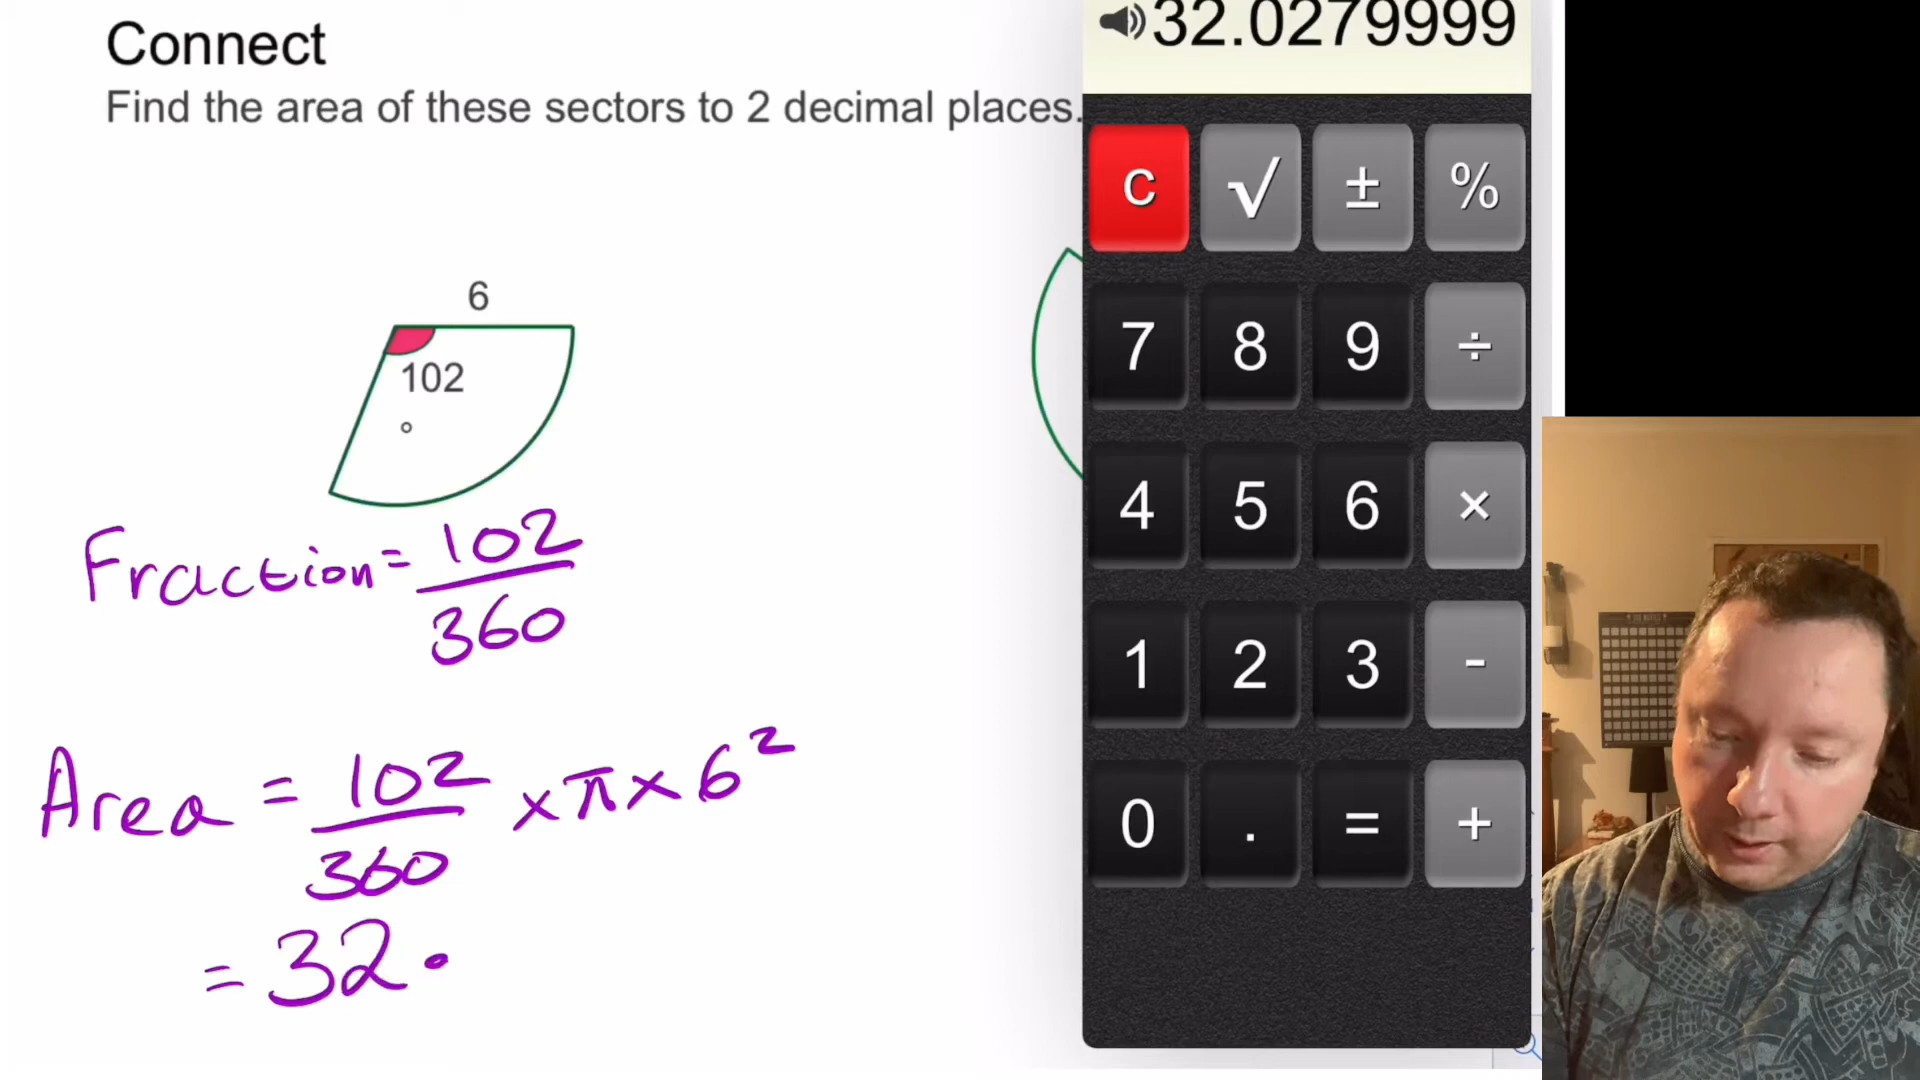 Connect
Find the area of these sectors to 2 decimal places.
6
102
°
Fraction = 102/360
Area = 102/360 × π × 6²
= 32.
32.0279999
C √ ± %
7 8 9 ÷
4 5 6 ×
1 2 3 -
0 . = +